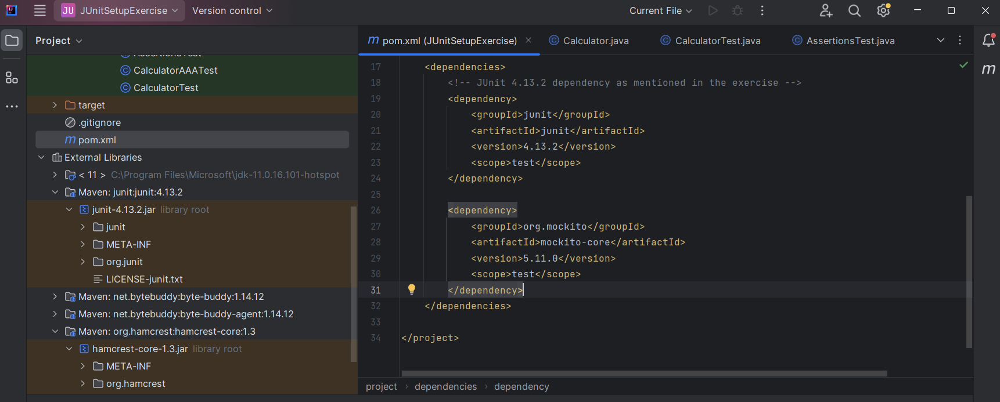 JU JUnitSetupExercise Version control Current File
Project
AssertionsTest
CalculatorAAATest
CalculatorTest
target
.gitignore
pom.xml
External Libraries
< 11 > C:\Program Files\Microsoft\jdk-11.0.16.101-hotspot
Maven: junit:junit:4.13.2
junit-4.13.2.jar library root
junit
META-INF
org.junit
LICENSE-junit.txt
Maven: net.bytebuddy:byte-buddy:1.14.12
Maven: net.bytebuddy:byte-buddy-agent:1.14.12
Maven: org.hamcrest:hamcrest-core:1.3
hamcrest-core-1.3.jar library root
META-INF
org.hamcrest
pom.xml (JUnitSetupExercise) Calculator.java CalculatorTest.java AssertionsTest.java
17 <dependencies>
18 <!-- JUnit 4.13.2 dependency as mentioned in the exercise -->
19 <dependency>
20 <groupId>junit</groupId>
21 <artifactId>junit</artifactId>
22 <version>4.13.2</version>
23 <scope>test</scope>
24 </dependency>
25
26 <dependency>
27 <groupId>org.mockito</groupId>
28 <artifactId>mockito-core</artifactId>
29 <version>5.11.0</version>
30 <scope>test</scope>
31 </dependency>
32 </dependencies>
33
34 </project>
project › dependencies › dependency